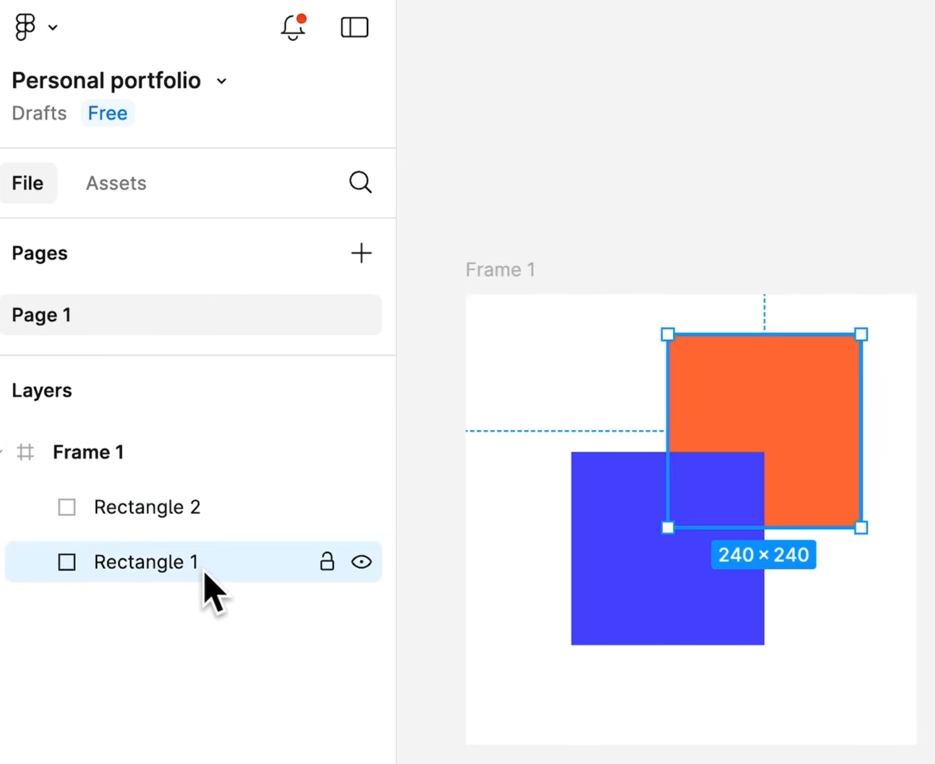 Personal portfolio
Drafts Free
File Assets
Pages
Page 1
Layers
Frame 1
Rectangle 2
Rectangle 1
Frame 1
240 × 240